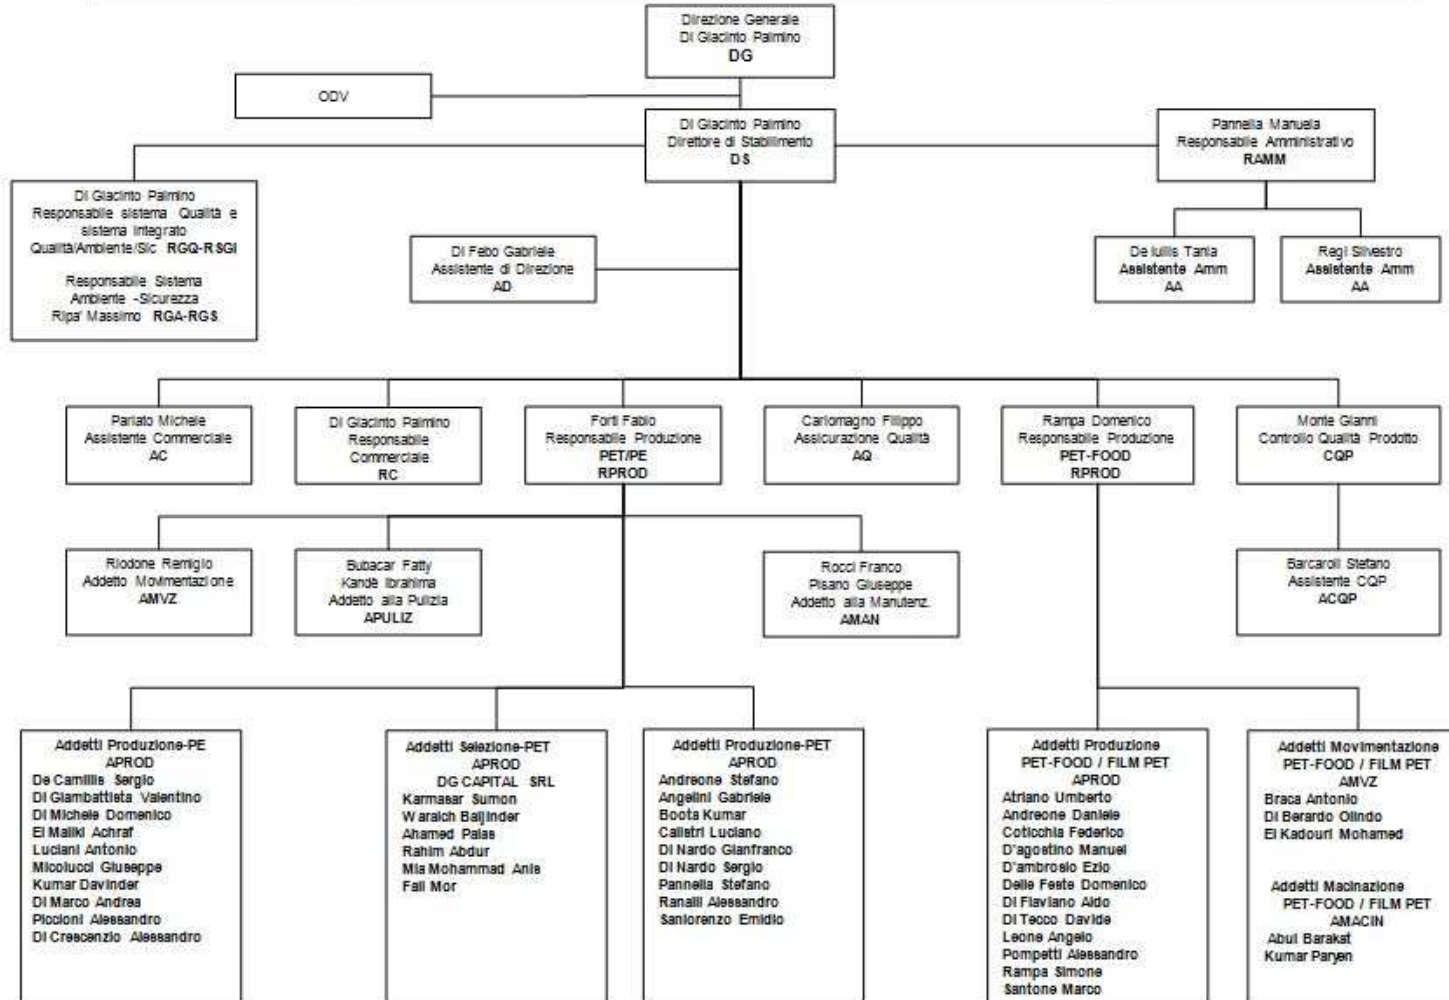 Direzione Generale
Di Giacinto Palmino
DG
ODV
Di Giacinto Palmino
Direttore di Stabilimento
DS
Pannella Manuela
Responsabile Amministrativo
RAMM
Di Giacinto Palmino
Responsabile sistema Qualità e
sistema Integrato
Qualità/Ambiente/Sic RGQ-RSGI
Responsabile Sistema
Ambiente -Sicurezza
Ripa' Massimo RGA-RGS
Di Febo Gabriele
Assistente di Direzione
AD
De Iuliis Tania
Assistente Amm
AA
Regi Silvestro
Assistente Amm
AA
Parlato Michele
Assistente Commerciale
AC
Di Giacinto Palmino
Responsabile
Commerciale
RC
Forti Fabio
Responsabile Produzione
PET/PE
RPROD
Carlomagno Filippo
Assicurazione Qualità
AQ
Rampa Domenico
Responsabile Produzione
PET-FOOD
RPROD
Monte Gianni
Controllo Qualità Prodotto
CQP
Riodone Remigio
Addetto Movimentazione
AMVZ
Bubacar Fatty
Kandè Ibrahima
Addetto alla Pulizia
APULIZ
Rocci Franco
Pisano Giuseppe
Addetto alla Manutenz.
AMAN
Barcaroli Stefano
Assistente CQP
ACQP
Addetti Produzione-PE
APROD
De Camillis Sergio
Di Giambattista Valentino
Di Michele Domenico
El Maliki Achraf
Luciani Antonio
Micolucci Giuseppe
Kumar Davinder
Di Marco Andrea
Piccioni Alessandro
Di Crescenzio Alessandro
Addetti Selezione-PET
APROD
DG CAPITAL SRL
Karmasar Sumon
Waraich Baljinder
Ahamed Palas
Rahim Abdur
Mia Mohammad Anis
Fall Mor
Addetti Produzione-PET
APROD
Andreone Stefano
Angelini Gabriele
Boota Kumar
Calistri Luciano
Di Nardo Gianfranco
Di Nardo Sergio
Pannella Stefano
Ranalli Alessandro
Saniorenzo Emidio
Addetti Produzione
PET-FOOD / FILM PET
APROD
Atriano Umberto
Andreone Daniele
Coticchia Federico
D'agostino Manuel
D'ambrosio Ezio
Delle Feste Domenico
Di Flaviano Aldo
Di Tecco Davide
Leone Angelo
Pompetti Alessandro
Rampa Simone
Santone Marco
Addetti Movimentazione
PET-FOOD / FILM PET
AMVZ
Braca Antonio
Di Berardo Olindo
El Kadouri Mohamed
Addetti Macinazione
PET-FOOD / FILM PET
AMACIN
Abul Barakat
Kumar Paryen